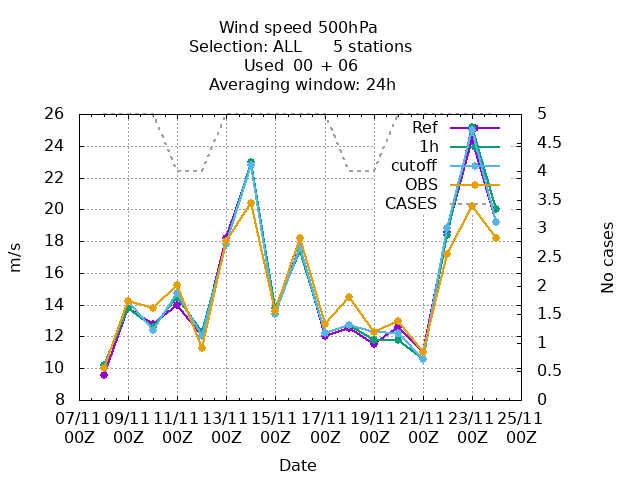 Wind speed 500hPa
Selection: ALL 5 stations
Used 00 + 06
Averaging window: 24h
26
24
22
20
18
16
14
12
10
8
m/s
5
4.5
4
3.5
3
2.5
2
1.5
1
0.5
0
No cases
Ref
1h
cutoff
OBS
CASES
07/11 09/11 11/11 13/11 15/11 17/11 19/11 21/11 23/11 25/11
00Z 00Z 00Z 00Z 00Z 00Z 00Z 00Z 00Z 00Z
Date